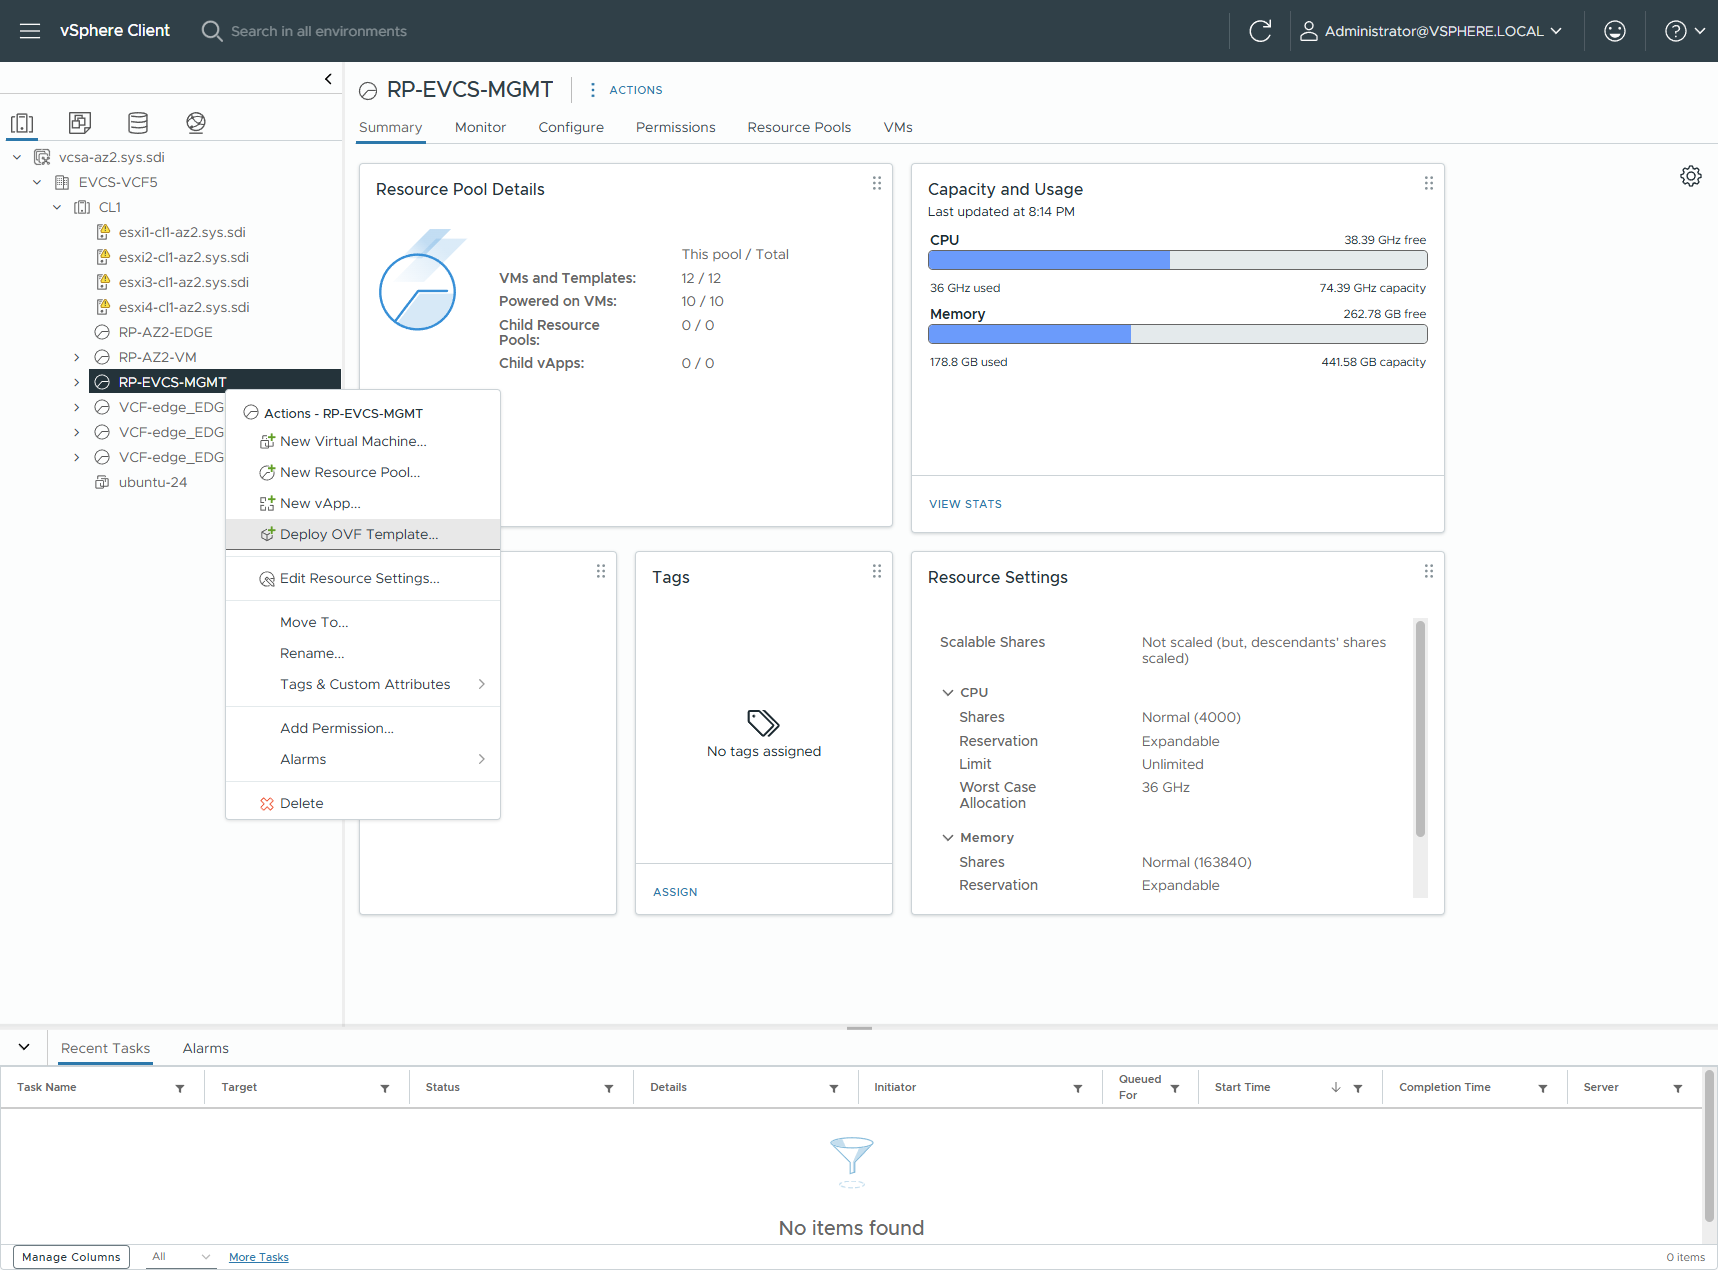 vSphere Client
Search in all environments
Administrator@VSPHERE.LOCAL
RP-EVCS-MGMT
ACTIONS
Summary
Monitor
Configure
Permissions
Resource Pools
VMs
vcsa-az2.sys.sdi
EVCS-VCF5
CL1
esxi1-cl1-az2.sys.sdi
esxi2-cl1-az2.sys.sdi
esxi3-cl1-az2.sys.sdi
esxi4-cl1-az2.sys.sdi
RP-AZ2-EDGE
RP-AZ2-VM
RP-EVCS-MGMT
VCF-edge_EDG
VCF-edge_EDG
VCF-edge_EDG
ubuntu-24
Actions - RP-EVCS-MGMT
New Virtual Machine...
New Resource Pool...
New vApp...
Deploy OVF Template...
Edit Resource Settings...
Move To...
Rename...
Tags & Custom Attributes
Add Permission...
Alarms
Delete
Resource Pool Details
This pool / Total
VMs and Templates: 12 / 12
Powered on VMs: 10 / 10
Child Resource Pools: 0 / 0
Child vApps: 0 / 0
Capacity and Usage
Last updated at 8:14 PM
CPU 38.39 GHz free
36 GHz used 74.39 GHz capacity
Memory 262.78 GB free
178.8 GB used 441.58 GB capacity
VIEW STATS
Tags
No tags assigned
ASSIGN
Resource Settings
Scalable Shares Not scaled (but, descendants' shares
scaled)
CPU
Shares Normal (4000)
Reservation Expandable
Limit Unlimited
Worst Case Allocation 36 GHz
Memory
Shares Normal (163840)
Reservation Expandable
Recent Tasks
Alarms
Task Name
Target
Status
Details
Initiator
Queued For
Start Time
Completion Time
Server
No items found
Manage Columns
All
More Tasks
0 items